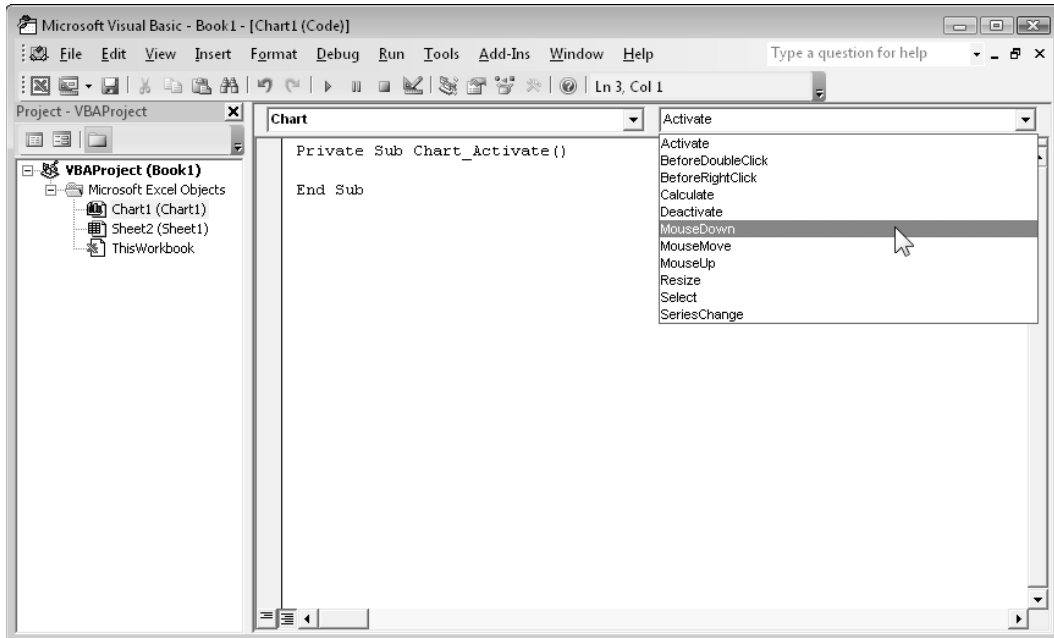 Microsoft Visual Basic - Book1 - [Chart1 (Code)]
File Edit View Insert Format Debug Run Tools Add-Ins Window Help Type a question for help
Ln 3, Col 1
Project - VBAProject
VBAProject (Book1)
Microsoft Excel Objects
Chart1 (Chart1)
Sheet2 (Sheet1)
ThisWorkbook
Chart Activate
Private Sub Chart_Activate()
End Sub
Activate
BeforeDoubleClick
BeforeRightClick
Calculate
Deactivate
MouseDown
MouseMove
MouseUp
Resize
Select
SeriesChange